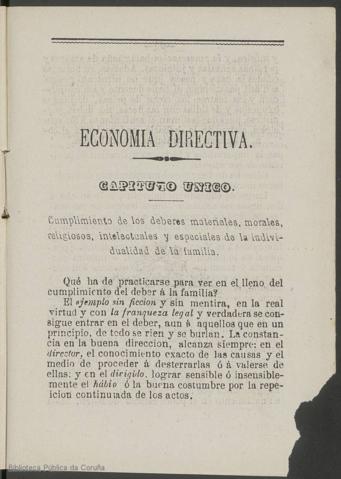 ECONOMIA DIRECTIVA.
CAPITULO UNICO.
Cumplimiento de los deberes materiales, morales,
religiosos, intelectuales y especiales de la indivi-
dualidad de la familia.
Qué ha de practicarse para ver en el lleno del
cumplimiento del deber á la familia?
El ejemplo sin ficcion y sin mentira, en la real
virtud y con la franqueza legal y verdadera se con-
sigue entrar en el deber, aun á aquellos que en un
principio, de todo se rien y se burlan. La constan-
cia en la buena direccion, alcanza siempre: en el
director, el conocimiento exacto de las causas y el
medio de proceder á desterrarlas ó á valerse de
ellas: y en el dirigido, lograr sensible ó insensible-
mente el hábio ó la buena costumbre por la repe-
icion continuada de los actos.
Biblioteca Pública da Coruña